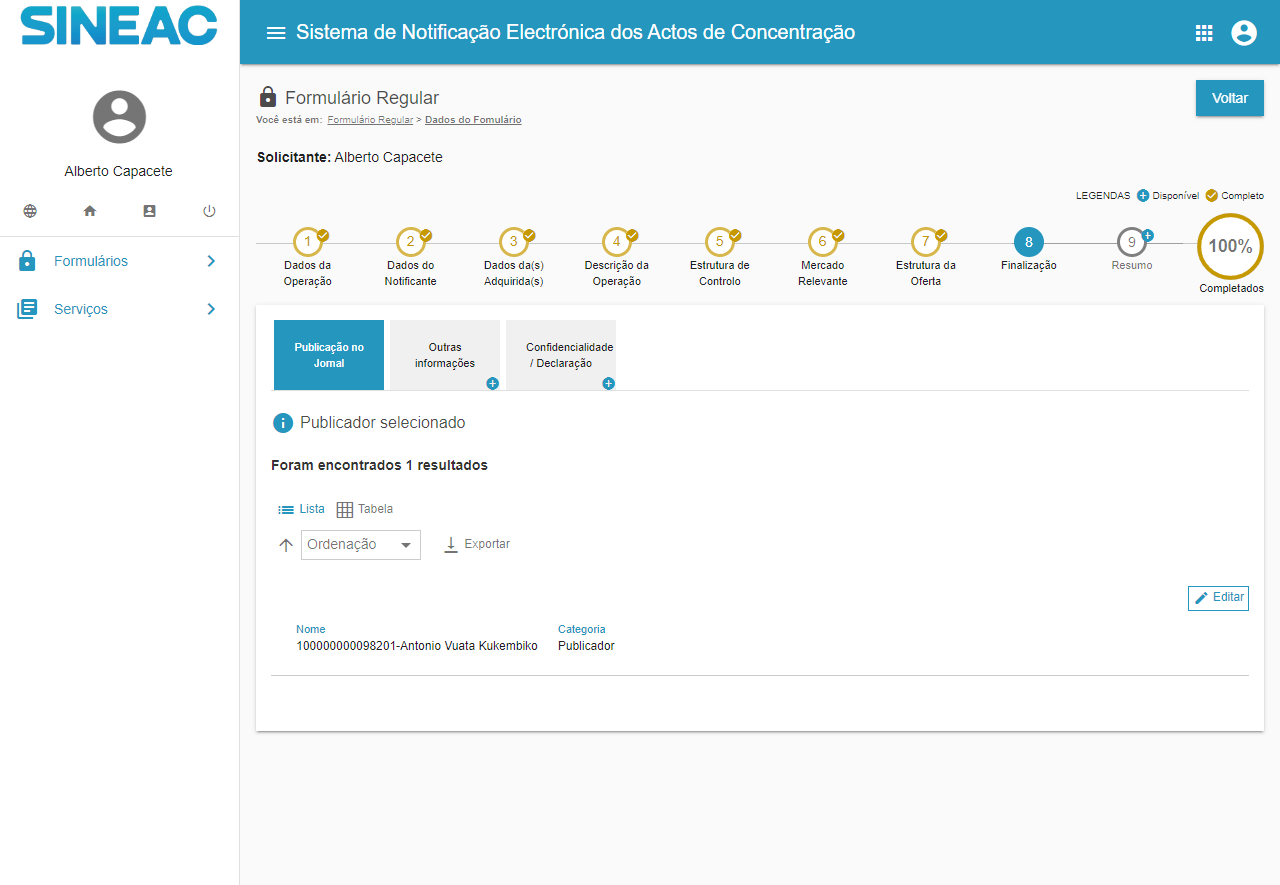 SINEAC
Sistema de Notificação Electrónica dos Actos de Concentração
Alberto Capacete
Formulários
Serviços
Formulário Regular
Voltar
Você está em: Formulário Regular > Dados do Fomulário
Solicitante: Alberto Capacete
LEGENDAS Disponível Completo
1 2 3 4 5 6 7 8 9 100%
Dados da Operação
Dados do Notificante
Dados da(s) Adquirida(s)
Descrição da Operação
Estrutura de Controlo
Mercado Relevante
Estrutura da Oferta
Finalização
Resumo
Completados
Publicação no Jornal
Outras informações
Confidencialidade / Declaração
Publicador selecionado
Foram encontrados 1 resultados
Lista Tabela
Ordenação Exportar
Editar
Nome Categoria
100000000098201-Antonio Vuata Kukembiko Publicador